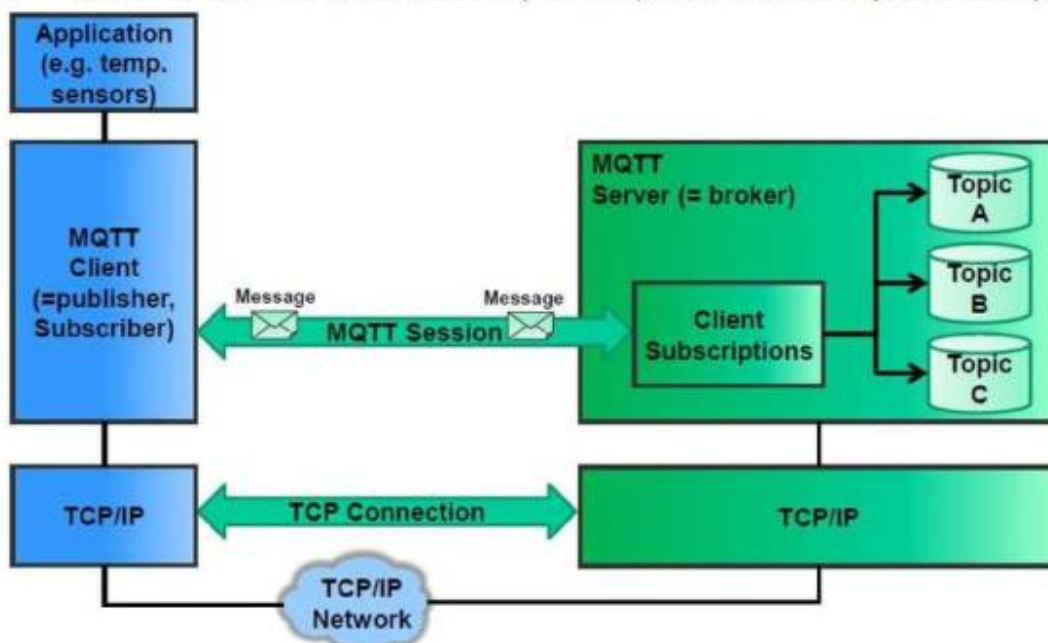 Application
(e.g. temp.
sensors)
MQTT
Client
(=publisher,
Subscriber)
Message
Message
MQTT Session
MQTT
Server (= broker)
Client
Subscriptions
Topic
A
Topic
B
Topic
C
TCP/IP
TCP Connection
TCP/IP
TCP/IP
Network